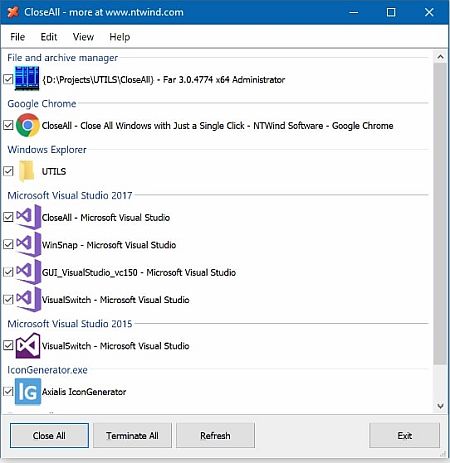 CloseAll - more at www.ntwind.com
File Edit View Help
File and archive manager
{D:\Projects\UTILS\CloseAll} - Far 3.0.4774 x64 Administrator
Google Chrome
CloseAll - Close All Windows with Just a Single Click - NTWind Software - Google Chrome
Windows Explorer
UTILS
Microsoft Visual Studio 2017
CloseAll - Microsoft Visual Studio
WinSnap - Microsoft Visual Studio
GUI_VisualStudio_vc150 - Microsoft Visual Studio
VisualSwitch - Microsoft Visual Studio
Microsoft Visual Studio 2015
VisualSwitch - Microsoft Visual Studio
IconGenerator.exe
IG Axialis IconGenerator
Close All Terminate All Refresh Exit